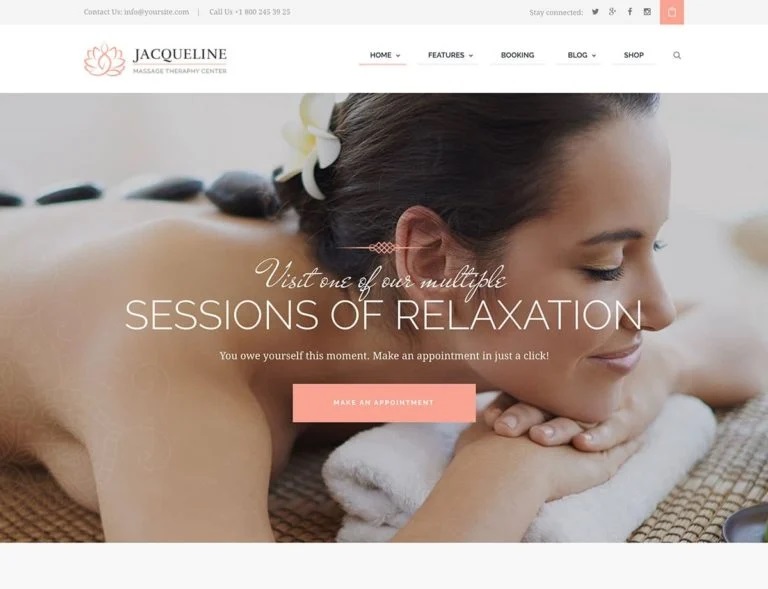 Contact Us: info@yoursite.com | Call Us +1 800 245 39 25
Stay connected:
JACQUELINE
MASSAGE THERAPHY CENTER
HOME FEATURES BOOKING BLOG SHOP
Visit one of our multiple
SESSIONS OF RELAXATION
You owe yourself this moment. Make an appointment in just a click!
MAKE AN APPOINTMENT